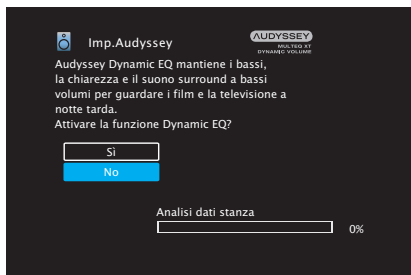 Imp.Audyssey
AUDYSSEY
MULTEQ XT
DYNAMIC VOLUME
Audyssey Dynamic EQ mantiene i bassi,
la chiarezza e il suono surround a bassi
volumi per guardare i film e la televisione a
notte tarda.
Attivare la funzione Dynamic EQ?
Sì
No
Analisi dati stanza
0%